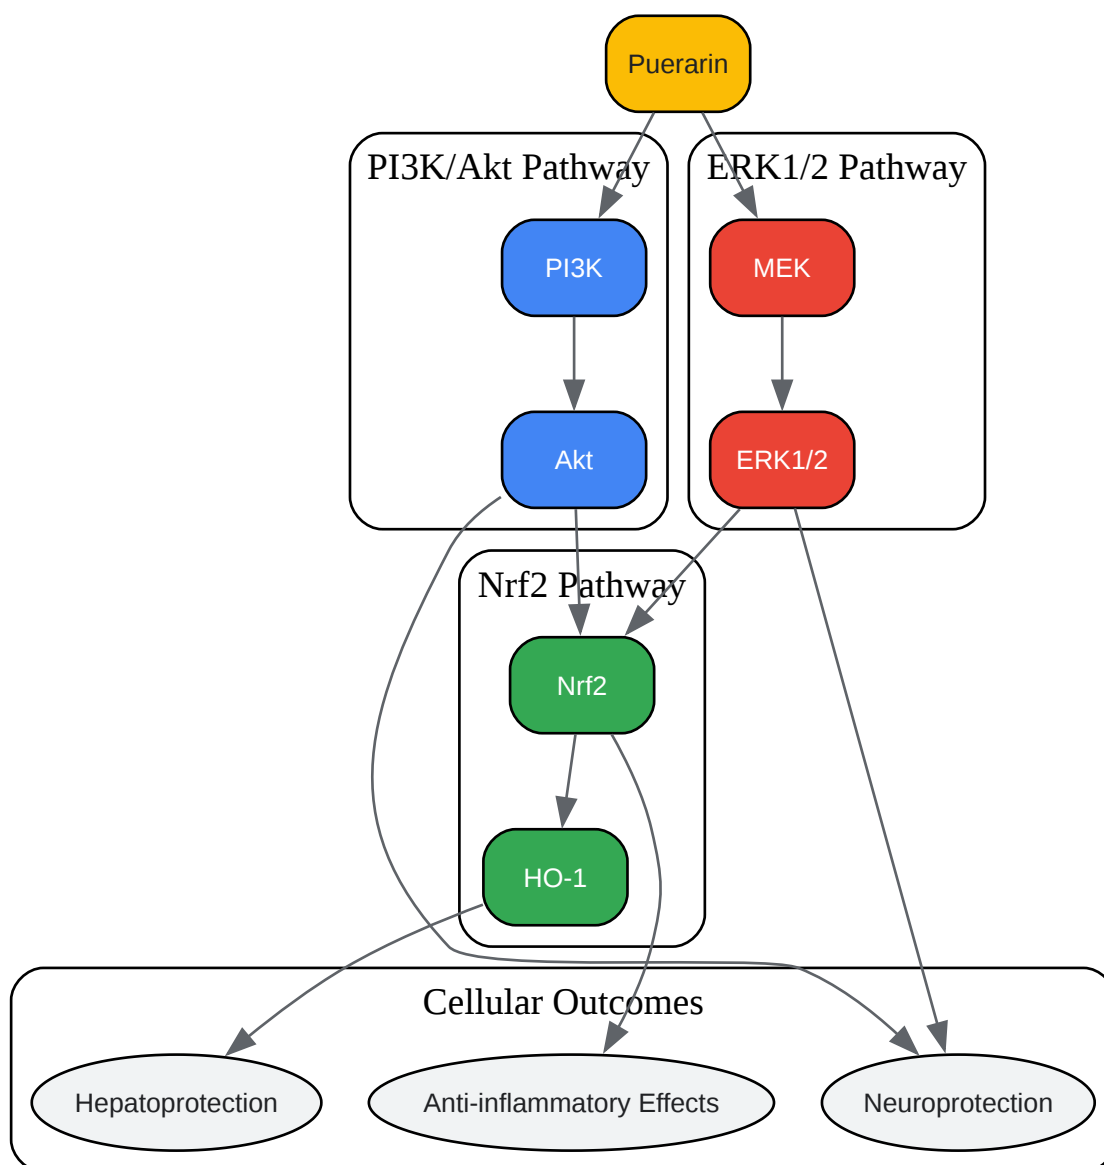 Puerarin
PI3K/Akt Pathway
ERK1/2 Pathway
PI3K
MEK
Akt
ERK1/2
Nrf2 Pathway
Nrf2
HO-1
Cellular Outcomes
Hepatoprotection
Anti-inflammatory Effects
Neuroprotection